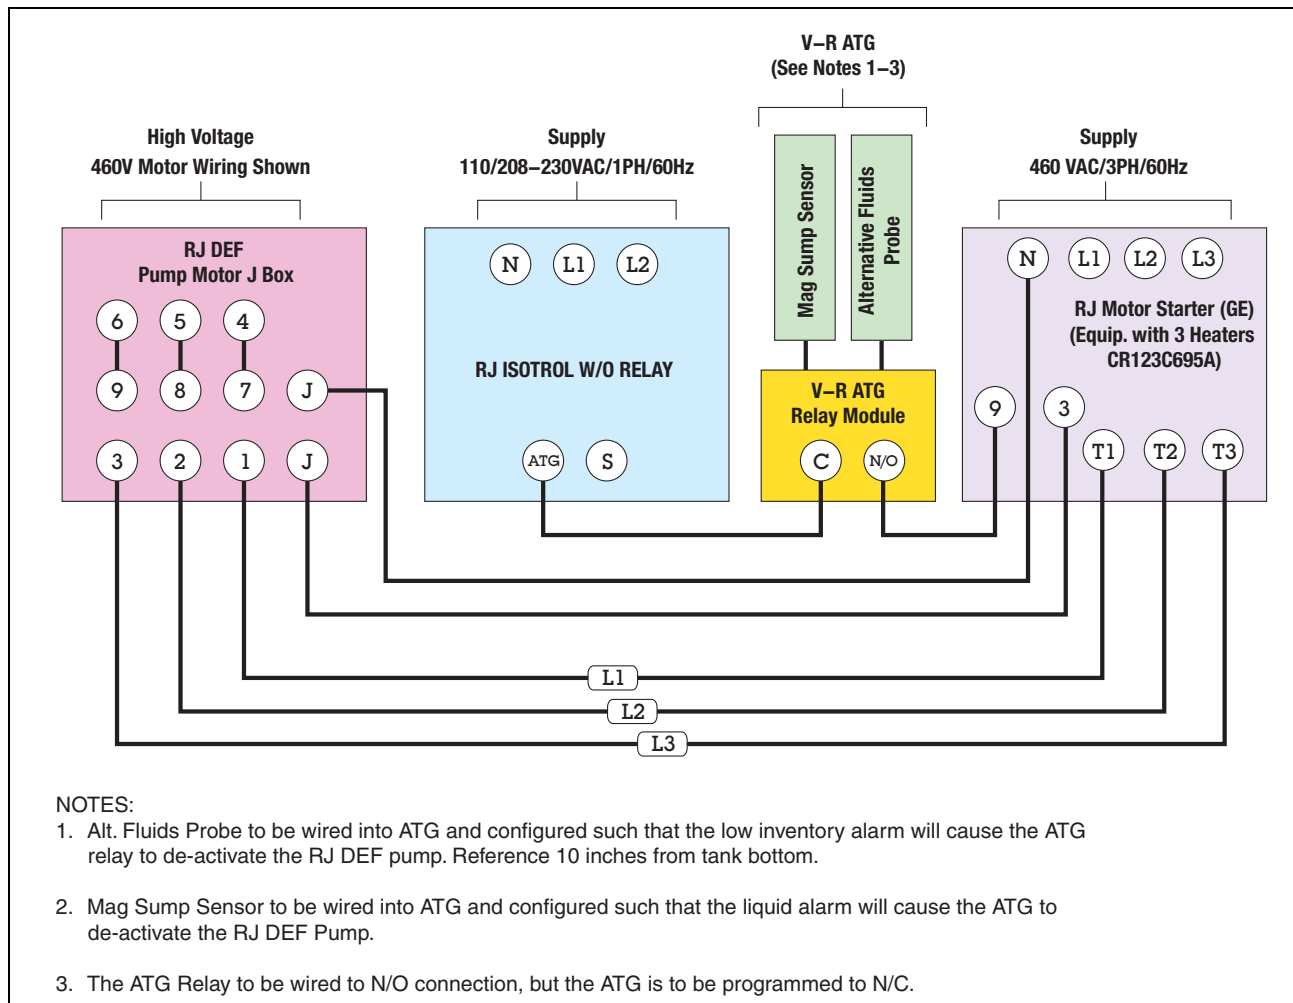 V–R ATG
(See Notes 1–3)
High Voltage
460V Motor Wiring Shown
Supply
110/208–230VAC/1PH/60Hz
Supply
460 VAC/3PH/60Hz
RJ DEF
Pump Motor J Box
6 5 4
9 8 7 J
3 2 1 J
N L1 L2
RJ ISOTROL W/O RELAY
ATG S
Mag Sump Sensor
Alternative Fluids
Probe
V–R ATG
Relay Module
C N/O
N L1 L2 L3
RJ Motor Starter (GE)
(Equip. with 3 Heaters
CR123C695A)
9 3
T1 T2 T3
L1
L2
L3
NOTES:
1. Alt. Fluids Probe to be wired into ATG and configured such that the low inventory alarm will cause the ATG
relay to de-activate the RJ DEF pump. Reference 10 inches from tank bottom.
2. Mag Sump Sensor to be wired into ATG and configured such that the liquid alarm will cause the ATG to
de-activate the RJ DEF Pump.
3. The ATG Relay to be wired to N/O connection, but the ATG is to be programmed to N/C.